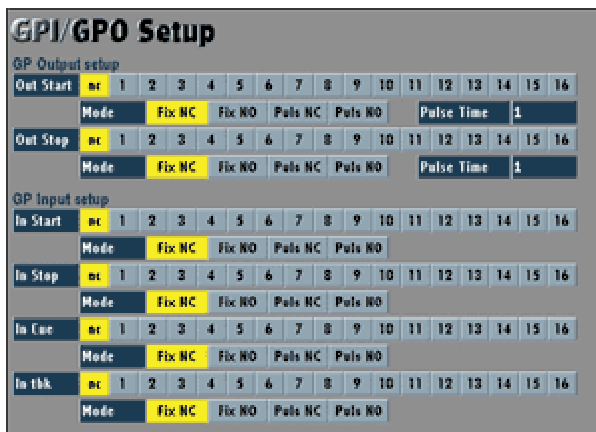 GPI/GPO Setup
GP Output setup
Out Start nc 1 2 3 4 5 6 7 8 9 10 11 12 13 14 15 16
Mode Fix NC Fix NO Puls NC Puls NO Pulse Time 1
Out Stop nc 1 2 3 4 5 6 7 8 9 10 11 12 13 14 15 16
Mode Fix NC Fix NO Puls NC Puls NO Pulse Time 1
GP Input setup
In Start nc 1 2 3 4 5 6 7 8 9 10 11 12 13 14 15 16
Mode Fix NC Fix NO Puls NC Puls NO
In Stop nc 1 2 3 4 5 6 7 8 9 10 11 12 13 14 15 16
Mode Fix NC Fix NO Puls NC Puls NO
In Cue nc 1 2 3 4 5 6 7 8 9 10 11 12 13 14 15 16
Mode Fix NC Fix NO Puls NC Puls NO
In tbk nc 1 2 3 4 5 6 7 8 9 10 11 12 13 14 15 16
Mode Fix NC Fix NO Puls NC Puls NO